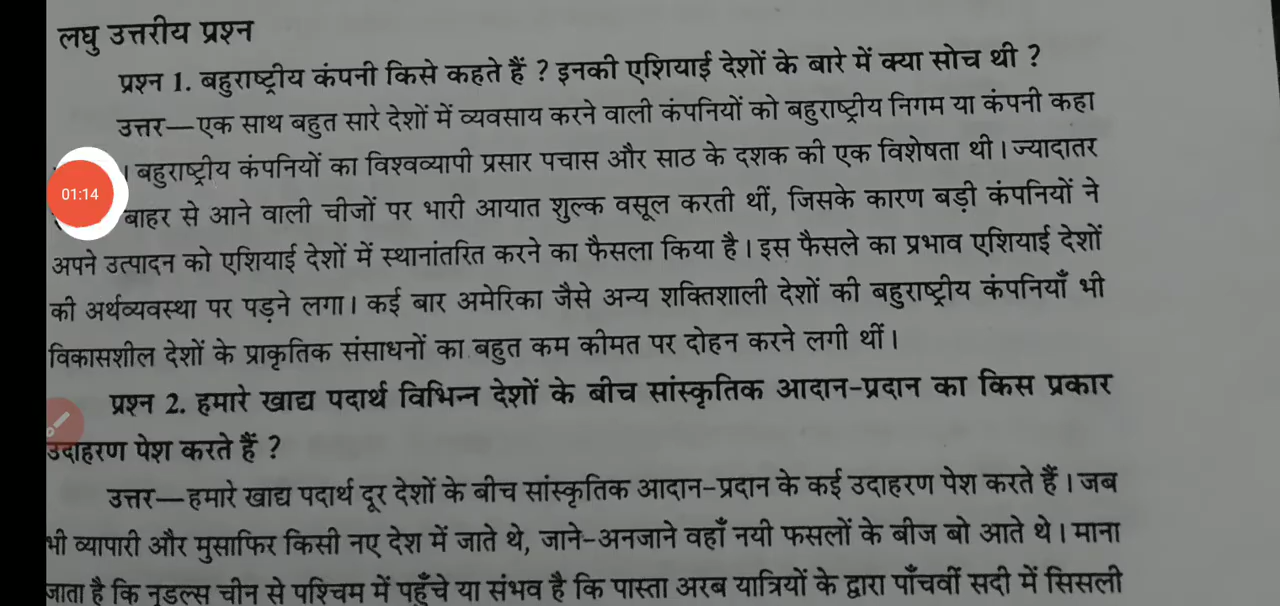 लघु उत्तरीय प्रश्न
प्रश्न 1. बहुराष्ट्रीय कंपनी किसे कहते हैं ? इनकी एशियाई देशों के बारे में क्या सोच थी ?
उत्तर—एक साथ बहुत सारे देशों में व्यवसाय करने वाली कंपनियों को बहुराष्ट्रीय निगम या कंपनी कहा
। बहुराष्ट्रीय कंपनियों का विश्वव्यापी प्रसार पचास और साठ के दशक की एक विशेषता थी। ज्यादातर
01:14
बाहर से आने वाली चीजों पर भारी आयात शुल्क वसूल करती थीं, जिसके कारण बड़ी कंपनियों ने
अपने उत्पादन को एशियाई देशों में स्थानांतरित करने का फैसला किया है। इस फैसले का प्रभाव एशियाई देशों
की अर्थव्यवस्था पर पड़ने लगा। कई बार अमेरिका जैसे अन्य शक्तिशाली देशों की बहुराष्ट्रीय कंपनियाँ भी
विकासशील देशों के प्राकृतिक संसाधनों का बहुत कम कीमत पर दोहन करने लगी थीं।
प्रश्न 2. हमारे खाद्य पदार्थ विभिन्न देशों के बीच सांस्कृतिक आदान-प्रदान का किस प्रकार
उदाहरण पेश करते हैं ?
उत्तर—हमारे खाद्य पदार्थ दूर देशों के बीच सांस्कृतिक आदान-प्रदान के कई उदाहरण पेश करते हैं। जब
भी व्यापारी और मुसाफिर किसी नए देश में जाते थे, जाने-अनजाने वहाँ नयी फसलों के बीज बो आते थे। माना
जाता है कि नूडल्स चीन से पश्चिम में पहुँचे या संभव है कि पास्ता अरब यात्रियों के द्वारा पाँचवीं सदी में सिसली